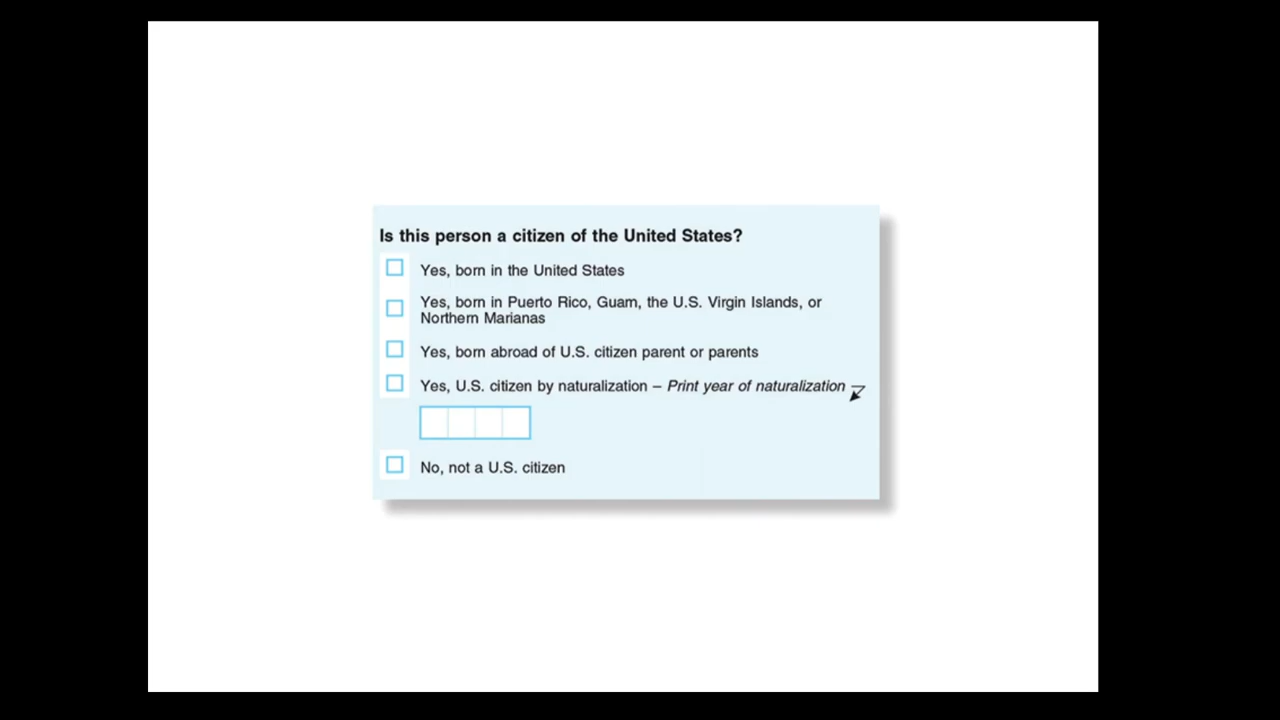 Is this person a citizen of the United States?
Yes, born in the United States
Yes, born in Puerto Rico, Guam, the U.S. Virgin Islands, or
Northern Marianas
Yes, born abroad of U.S. citizen parent or parents
Yes, U.S. citizen by naturalization – Print year of naturalization
No, not a U.S. citizen